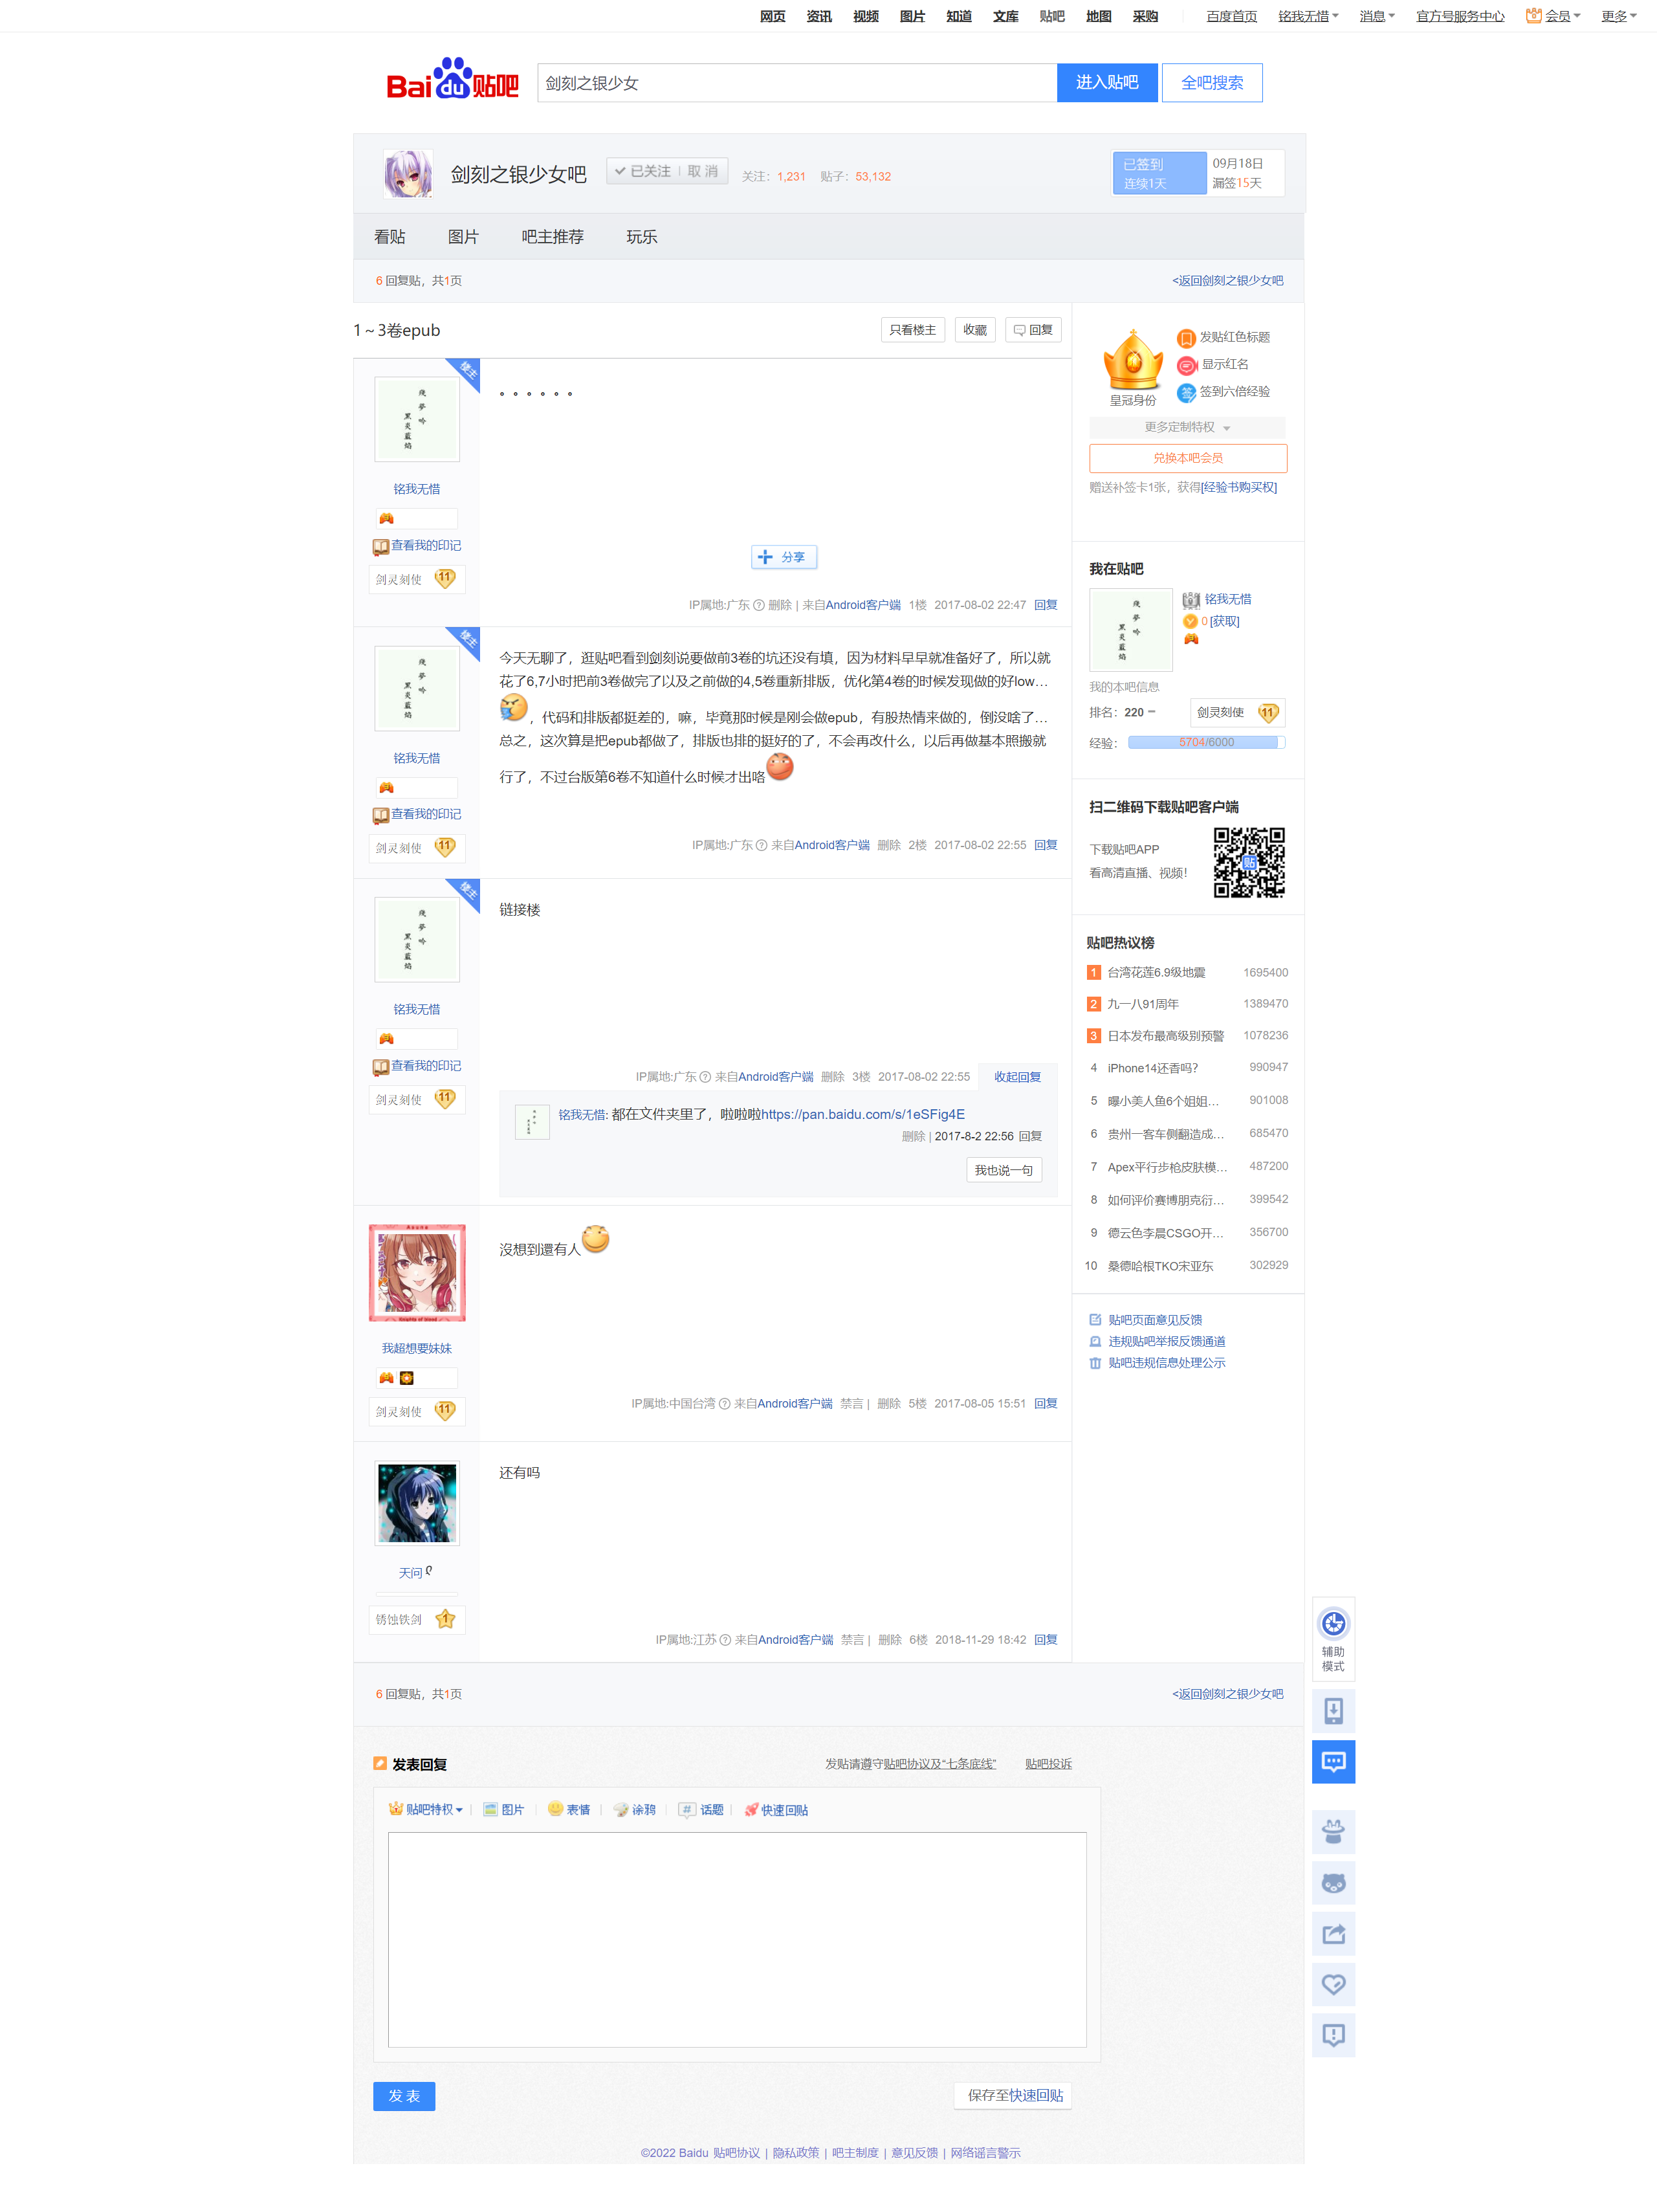 网页 资讯 视频 图片 知道 文库 贴吧 地图 采购 百度首页 铭我无惜 消息 官方号服务中心 会员 更多
Bai du 贴吧 剑刻之银少女 进入贴吧 全吧搜索
剑刻之银少女吧 已关注 取消 关注：1,231 贴子：53,132
已签到 09月18日
连续1天 漏签15天
看贴 图片 吧主推荐 玩乐
6 回复贴，共1页 <返回剑刻之银少女吧
1～3卷epub 只看楼主 收藏 回复
楼主
。。。。。。
残梦吟
黑炎蓝焰
铭我无惜
查看我的印记
剑灵刻使 11
分享
IP属地:广东 删除 | 来自Android客户端 1楼 2017-08-02 22:47 回复
楼主
残梦吟
黑炎蓝焰
铭我无惜
查看我的印记
剑灵刻使 11
今天无聊了，逛贴吧看到剑刻说要做前3卷的坑还没有填，因为材料早早就准备好了，所以就
花了6,7小时把前3卷做完了以及之前做的4,5卷重新排版，优化第4卷的时候发现做的好low…
，代码和排版都挺差的，嘛，毕竟那时候是刚会做epub，有股热情来做的，倒没啥了…
总之，这次算是把epub都做了，排版也排的挺好的了，不会再改什么，以后再做基本照搬就
行了，不过台版第6卷不知道什么时候才出咯
IP属地:广东 来自Android客户端 删除 2楼 2017-08-02 22:55 回复
楼主
残梦吟
黑炎蓝焰
铭我无惜
查看我的印记
剑灵刻使 11
链接楼
IP属地:广东 来自Android客户端 删除 3楼 2017-08-02 22:55 收起回复
铭我无惜: 都在文件夹里了，啦啦啦https://pan.baidu.com/s/1eSFig4E
删除 | 2017-8-2 22:56 回复
我也说一句
Knights of blood
我超想要妹妹
剑灵刻使 11
沒想到還有人
IP属地:中国台湾 来自Android客户端 禁言 | 删除 5楼 2017-08-05 15:51 回复
天问
锈蚀铁剑 1
还有吗
IP属地:江苏 来自Android客户端 禁言 | 删除 6楼 2018-11-29 18:42 回复
皇冠身份
发贴红色标题
显示红名
签到六倍经验
更多定制特权
兑换本吧会员
赠送补签卡1张，获得[经验书购买权]
我在贴吧
残梦吟
黑炎蓝焰
铭我无惜
0 [获取]
我的本吧信息
排名：220 剑灵刻使 11
经验：5704/6000
扫二维码下载贴吧客户端
下载贴吧APP
看高清直播、视频！
贴
贴吧热议榜
1 台湾花莲6.9级地震 1695400
2 九一八91周年 1389470
3 日本发布最高级别预警 1078236
4 iPhone14还香吗? 990947
5 曝小美人鱼6个姐姐… 901008
6 贵州一客车侧翻造成… 685470
7 Apex平行步枪皮肤模… 487200
8 如何评价赛博朋克衍… 399542
9 德云色李晨CSGO开… 356700
10 桑德哈根TKO宋亚东 302929
贴吧页面意见反馈
违规贴吧举报反馈通道
贴吧违规信息处理公示
辅助
模式
6 回复贴，共1页 <返回剑刻之银少女吧
发表回复 发贴请遵守贴吧协议及“七条底线” 贴吧投诉
贴吧特权 图片 表情 涂鸦 # 话题 快速回贴
发 表 保存至快速回贴
©2022 Baidu 贴吧协议 | 隐私政策 | 吧主制度 | 意见反馈 | 网络谣言警示